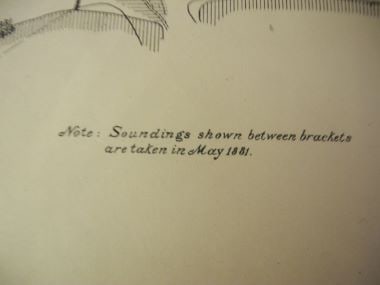 Note: Soundings shown between brackets
are taken in May 1881.